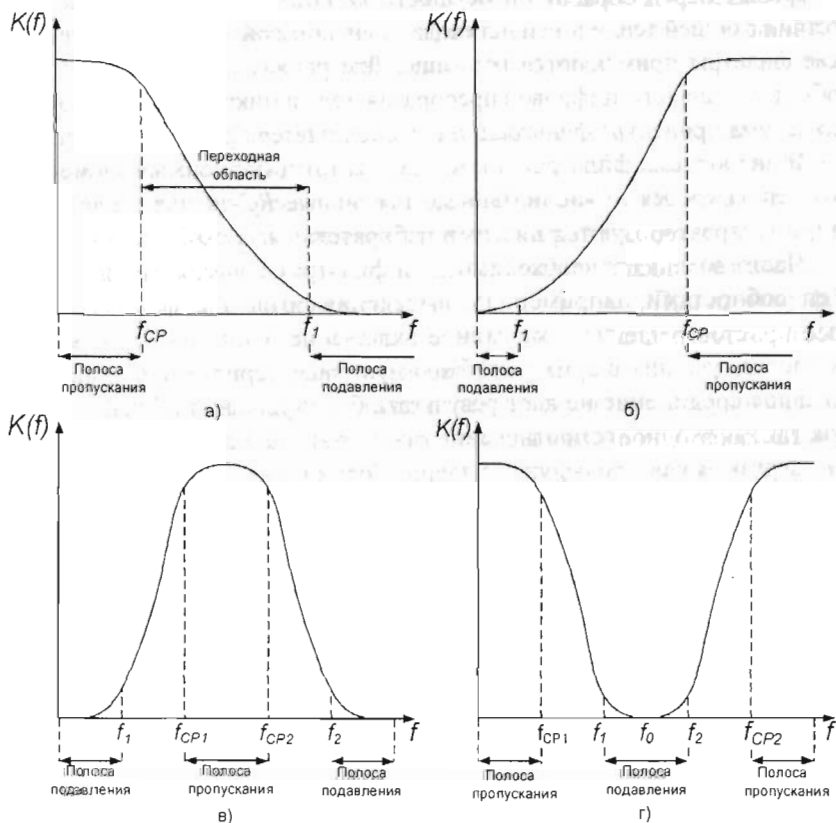 K(f)
Переходная
область
f_CP
f_1
f
Полоса
пропускания
Полоса
подавления
а)
K(f)
f_1
f_CP
f
Полоса
подавления
Полоса
пропускания
б)
K(f)
f_1
f_CP1
f_CP2
f_2
f
Полоса
подавления
Полоса
пропускания
Полоса
подавления
в)
K(f)
f_CP1
f_1
f_0
f_2
f_CP2
f
Полоса
пропускания
Полоса
подавления
Полоса
пропускания
г)